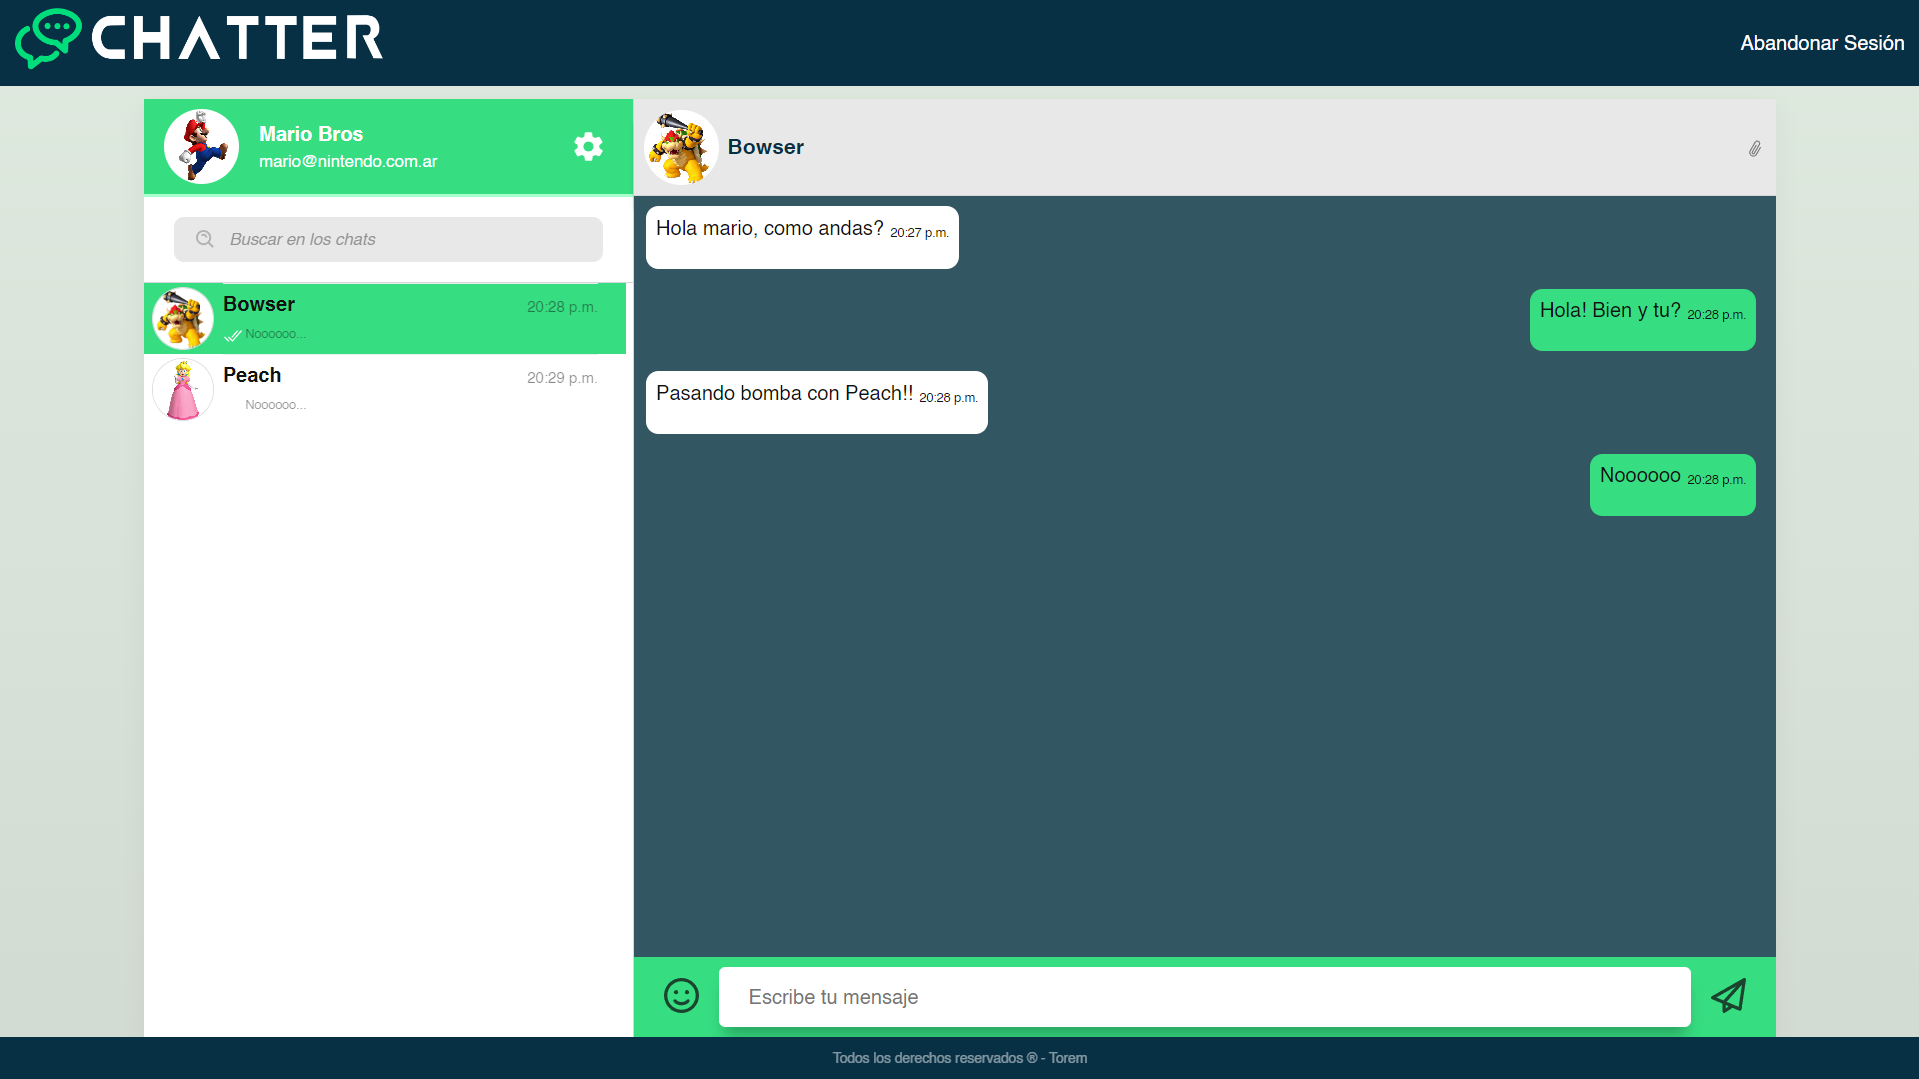 CHATTER
Abandonar Sesión
Mario Bros
mario@nintendo.com.ar
Buscar en los chats
Bowser
20:28 p.m.
Noooooo...
Peach
20:29 p.m.
Noooooo...
Bowser
Hola mario, como andas? 20:27 p.m.
Hola! Bien y tu? 20:28 p.m.
Pasando bomba con Peach!! 20:28 p.m.
Noooooo 20:28 p.m.
Escribe tu mensaje
Todos los derechos reservados ® - Torem